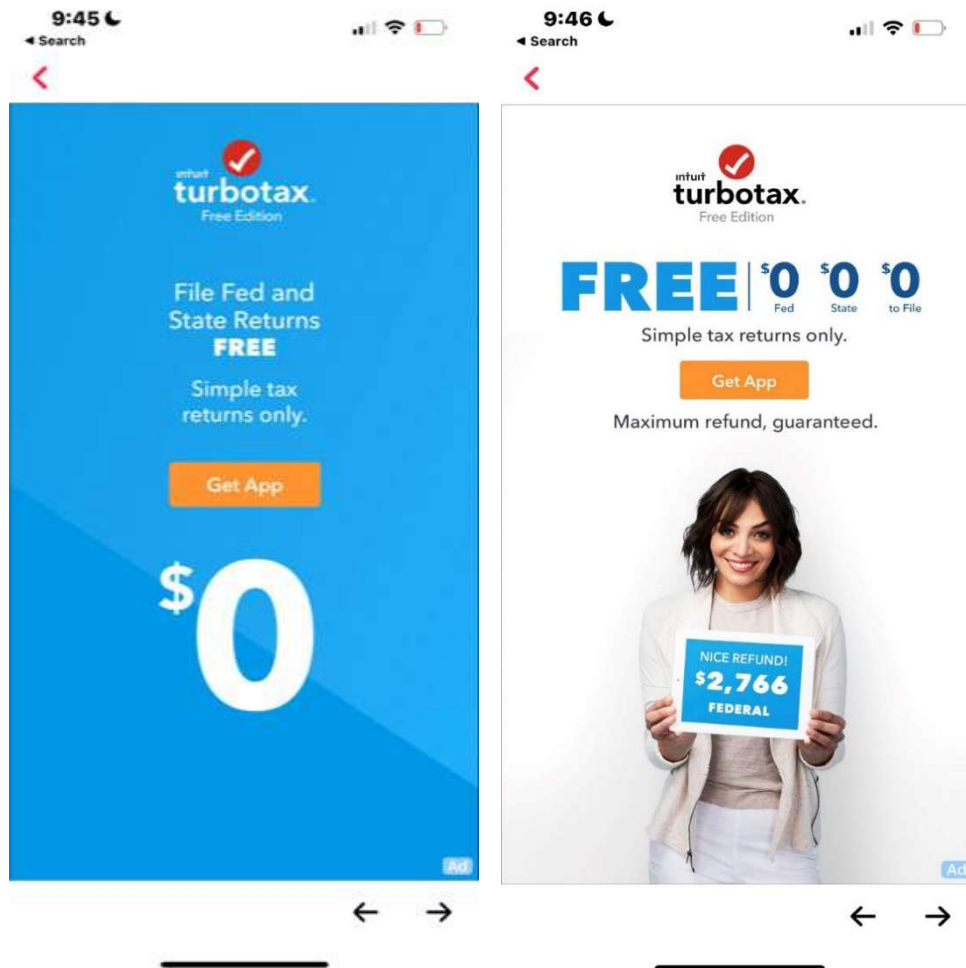 9:45
◀ Search
intuit
turbotax.
Free Edition
File Fed and
State Returns
FREE
Simple tax
returns only.
Get App
$0
Ad
9:46
◀ Search
intuit
turbotax.
Free Edition
FREE | $0 $0 $0
Fed State to File
Simple tax returns only.
Get App
Maximum refund, guaranteed.
NICE REFUND!
$2,766
FEDERAL
Ad